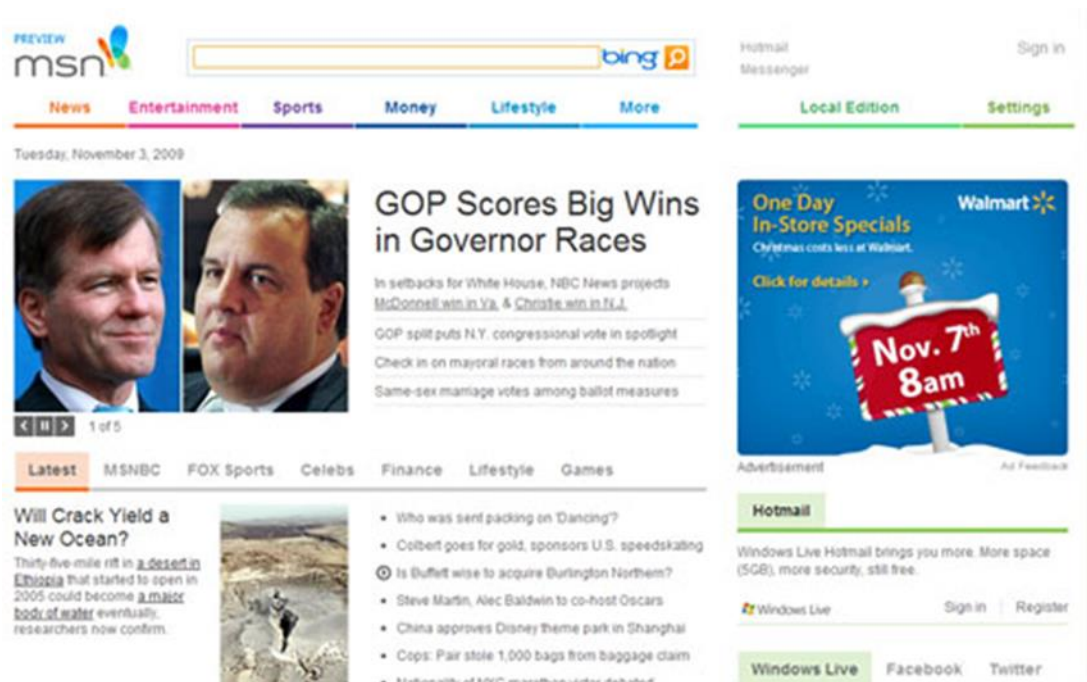 PREVIEW
msn
bing
Hotmail
Messenger
Sign in
News Entertainment Sports Money Lifestyle More
Local Edition Settings
Tuesday, November 3, 2009
GOP Scores Big Wins
in Governor Races
In setbacks for White House, NBC News projects
McDonnell win in Va. & Christie win in N.J.
GOP split puts N.Y. congressional vote in spotlight
Check in on mayoral races from around the nation
Same-sex marriage votes among ballot measures
1 of 5
One Day
In-Store Specials
Walmart
Christmas costs less at Walmart.
Click for details
Nov. 7th
8am
Advertisement
Ad Feedback
Latest MSNBC FOX Sports Celebs Finance Lifestyle Games
Will Crack Yield a
New Ocean?
Thirty-five-mile rift in a desert in
Ethiopia that started to open in
2005 could become a major
body of water eventually,
researchers now confirm.
• Who was sent packing on 'Dancing'?
• Colbert goes for gold, sponsors U.S. speedskating
Is Buffett wise to acquire Burlington Northern?
• Steve Martin, Alec Baldwin to co-host Oscars
• China approves Disney theme park in Shanghai
• Cops: Pair stole 1,000 bags from baggage claim
Nationality of NYC marathon victor debated
Hotmail
Windows Live Hotmail brings you more. More space
(5GB), more security, still free.
Windows Live
Sign in | Register
Windows Live Facebook Twitter